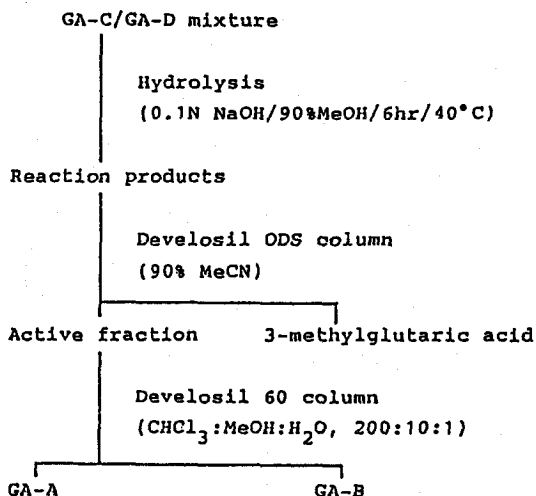 GA-C/GA-D mixture
Hydrolysis
(0.1N NaOH/90%MeOH/6hr/40°C)
Reaction products
Develosil ODS column
(90% MeCN)
Active fraction 3-methylglutaric acid
Develosil 60 column
(CHCl3:MeOH:H2O, 200:10:1)
GA-A GA-B